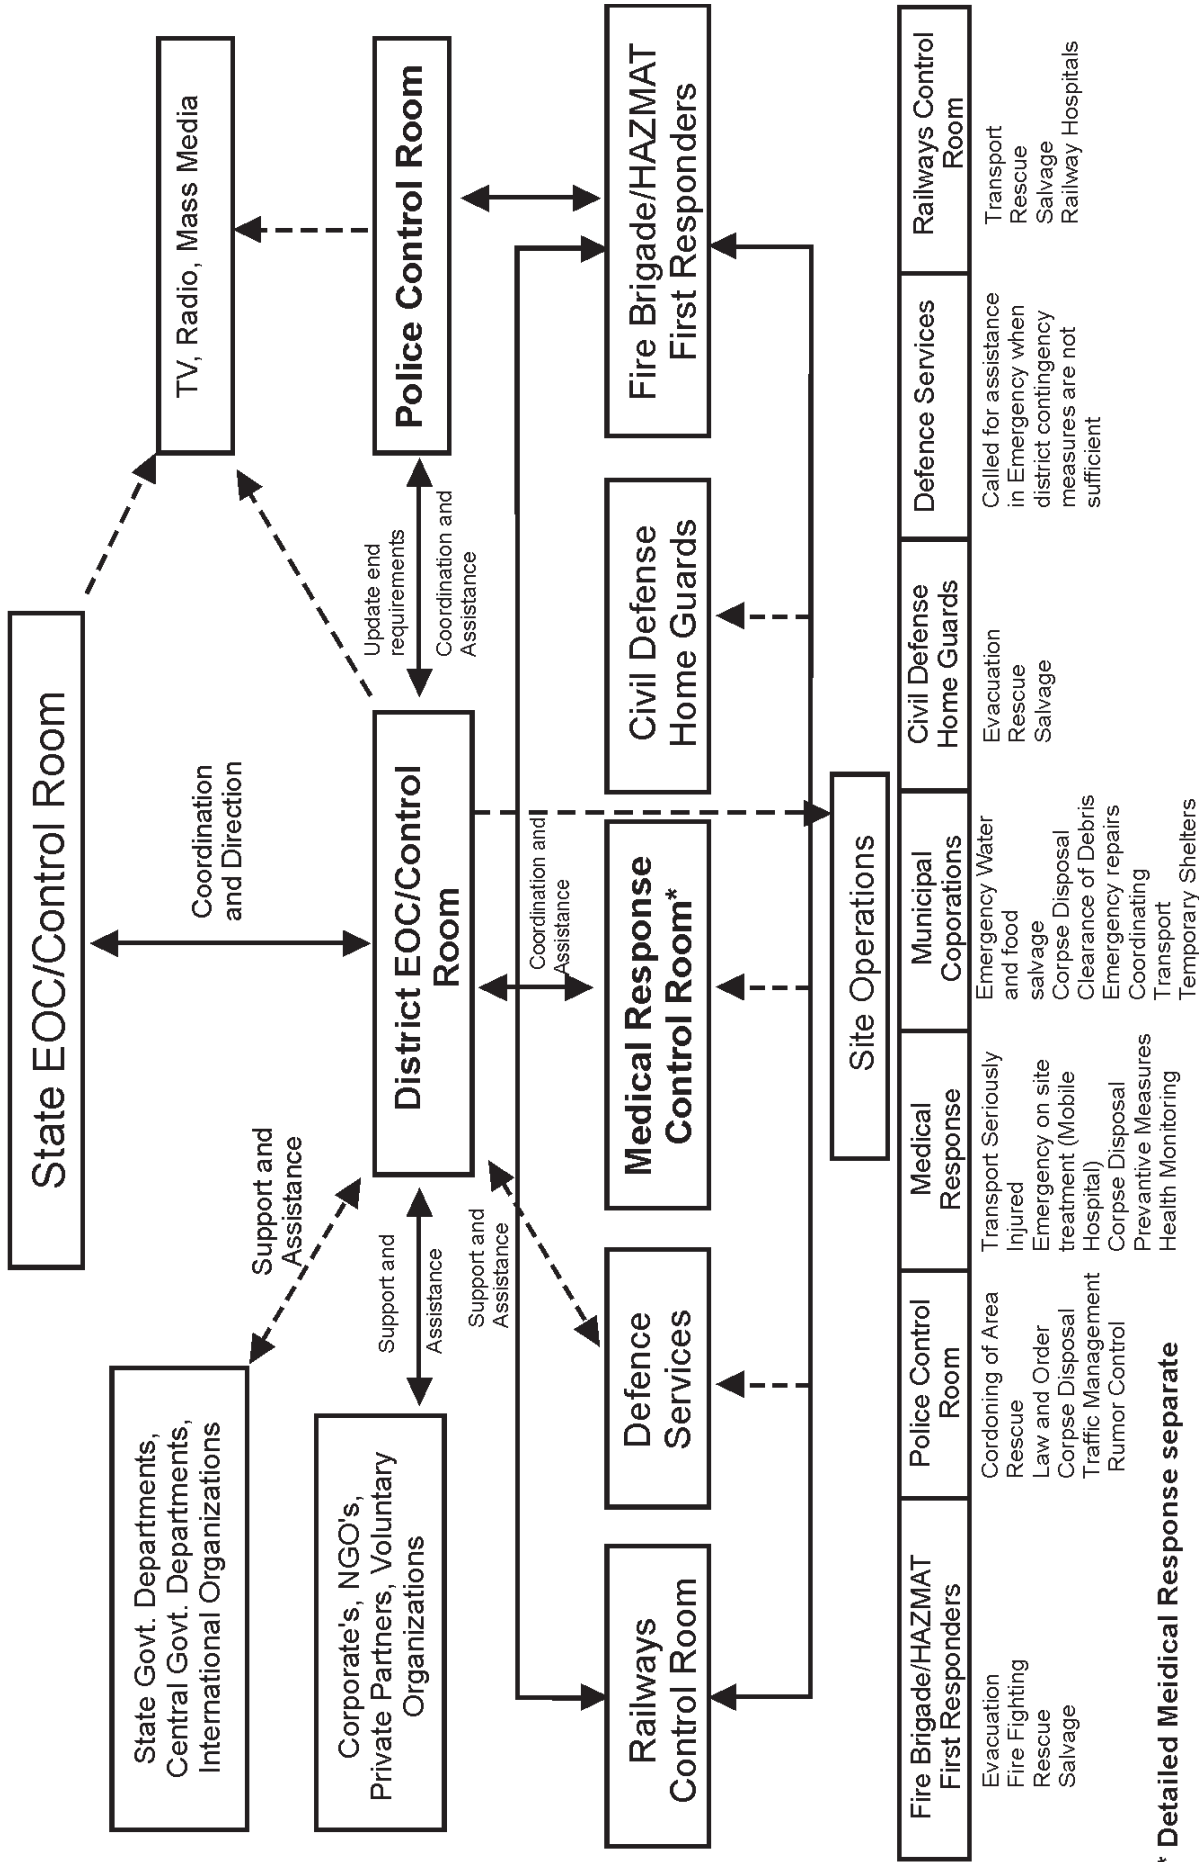 State EOC/Control Room
State Govt. Departments,
Central Govt. Departments,
International Organizations
Support and
Assistance
Coordination
and Direction
TV, Radio, Mass Media
Corporate's, NGO's,
Private Partners, Voluntary
Organizations
Support and
Assistance
District EOC/Control
Room
Update end
requirements
Coordination and
Assistance
Police Control Room
Support and
Assistance
Coordination and
Assistance
Railways
Control Room
Defence
Services
Medical Response
Control Room*
Civil Defense
Home Guards
Fire Brigade/HAZMAT
First Responders
Site Operations
Fire Brigade/HAZMAT
First Responders
Evacuation
Fire Fighting
Rescue
Salvage
Police Control
Room
Cordoning of Area
Rescue
Law and Order
Corpse Disposal
Traffic Management
Rumor Control
Medical
Response
Transport Seriously
Injured
Emergency on site
treatment (Mobile
Hospital)
Corpse Disposal
Preventive Measures
Health Monitoring
Municipal
Coporations
Emergency Water
and food
salvage
Corpse Disposal
Clearance of Debris
Emergency repairs
Coordinating
Transport
Temporary Shelters
Civil Defense
Home Guards
Evacuation
Rescue
Salvage
Defence Services
Called for assistance
in Emergency when
district contingency
measures are not
sufficient
Railways Control
Room
Transport
Rescue
Salvage
Railway Hospitals
* Detailed Meidical Response separate